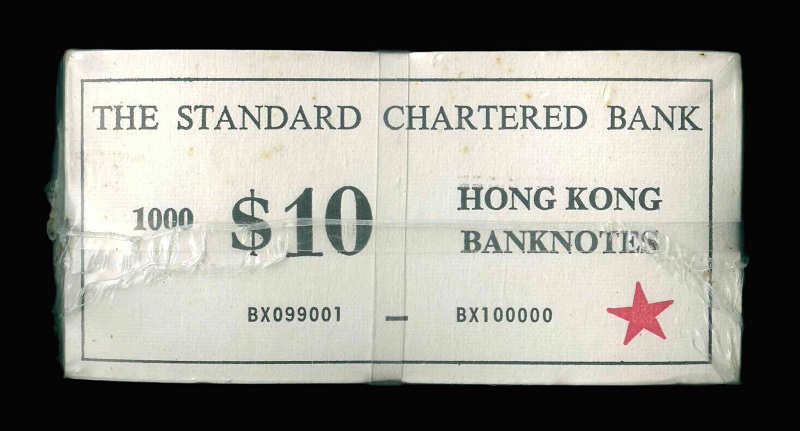 THE STANDARD CHARTERED BANK
1000 $10 HONG KONG
BANKNOTES
BX099001 — BX100000